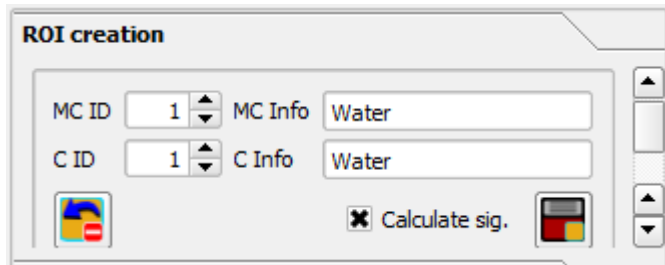 ROI creation
MC ID 1 MC Info Water
C ID 1 C Info Water
Calculate sig.